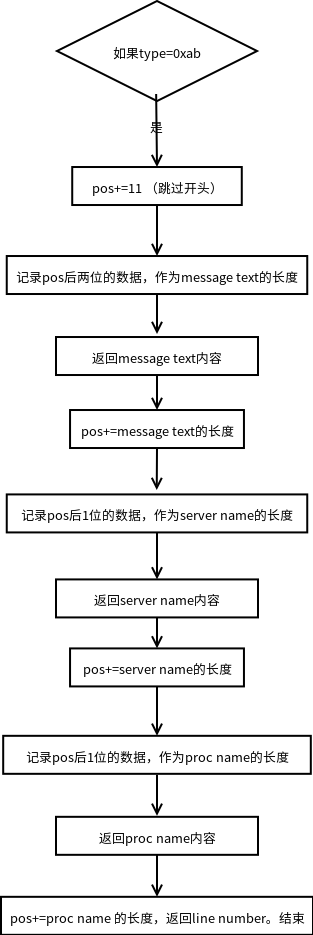 如果type=0xab
是
pos+=11 （跳过开头）
记录pos后两位的数据，作为message text的长度
返回message text内容
pos+=message text的长度
记录pos后1位的数据，作为server name的长度
返回server name内容
pos+=server name的长度
记录pos后1位的数据，作为proc name的长度
返回proc name内容
pos+=proc name 的长度，返回line number。结束